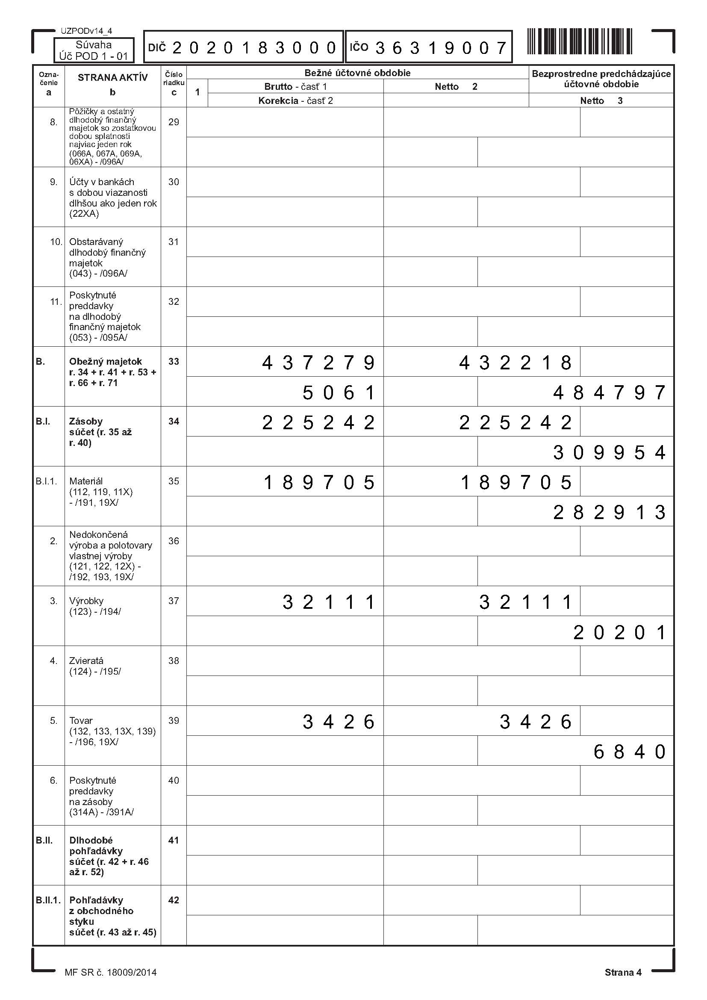 UZPODv14_4
Súvaha
Úč POD 1 - 01
DIČ 2020183000
IČO 36319007
Ozna-
čenie
a
STRANA AKTÍV
b
Číslo
riadku
c
Bežné účtovné obdobie
1
Brutto - časť 1
Korekcia - časť 2
Netto 2
Bezprostredne predchádzajúce
účtovné obdobie
Netto 3
8.
Pôžičky a ostatný
dlhodobý finančný
majetok so zostatkovou
dobou splatnosti
najviac jeden rok
(066A, 067A, 069A,
06XA) - /096A/
29
9.
Účty v bankách
s dobou viazanosti
dlhšou ako jeden rok
(22XA)
30
10.
Obstarávaný
dlhodobý finančný
majetok
(043) - /096A/
31
11.
Poskytnuté
preddavky
na dlhodobý
finančný majetok
(053) - /095A/
32
B.
Obežný majetok
r. 34 + r. 41 + r. 53 +
r. 66 + r. 71
33
437279 432218
5061 484797
B.I.
Zásoby
súčet (r. 35 až
r. 40)
34
225242 225242
309954
B.I.1.
Materiál
(112, 119, 11X)
- /191, 19X/
35
189705 189705
282913
2.
Nedokončená
výroba a polotovary
vlastnej výroby
(121, 122, 12X) -
/192, 193, 19X/
36
3.
Výrobky
(123) - /194/
37
32111 32111
20201
4.
Zvieratá
(124) - /195/
38
5.
Tovar
(132, 133, 13X, 139)
- /196, 19X/
39
3426 3426
6840
6.
Poskytnuté
preddavky
na zásoby
(314A) - /391A/
40
B.II.
Dlhodobé
pohľadávky
súčet (r. 42 + r. 46
až r. 52)
41
B.II.1.
Pohľadávky
z obchodného
styku
súčet (r. 43 až r. 45)
42
MF SR č. 18009/2014
Strana 4